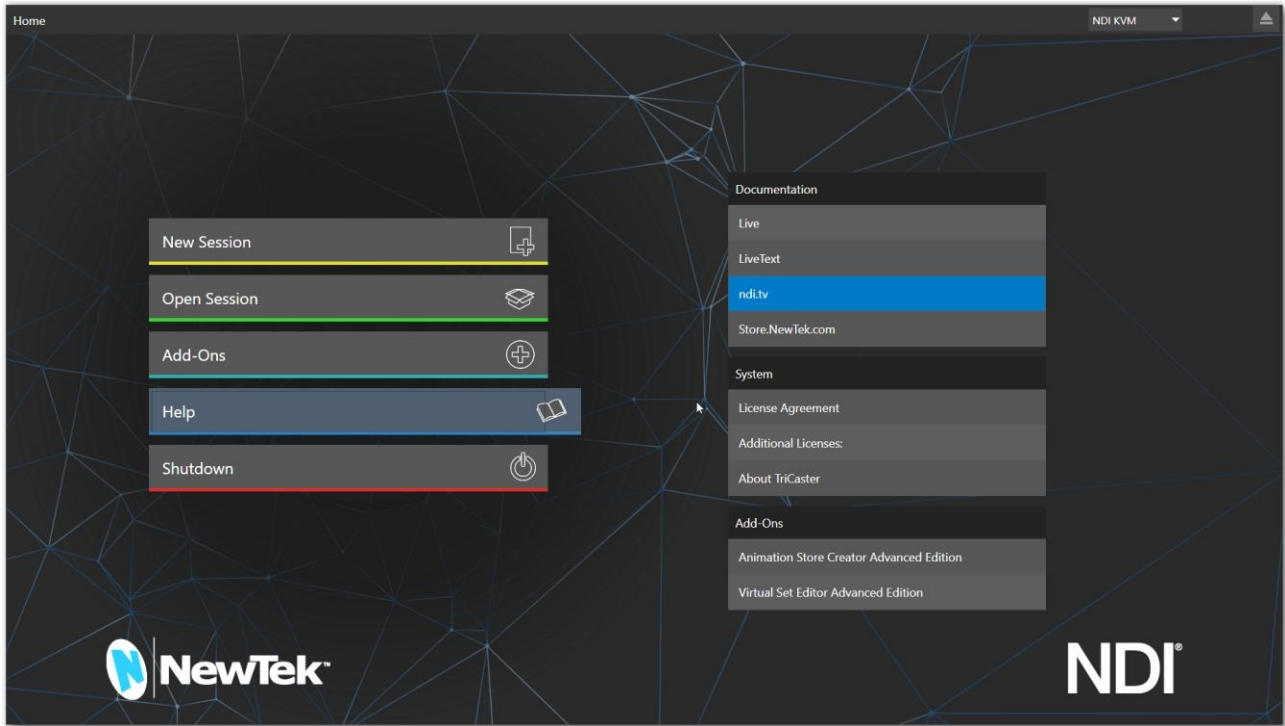 Home
NDI KVM
New Session
Open Session
Add-Ons
Help
Shutdown
Documentation
Live
LiveText
ndi.tv
Store.NewTek.com
System
License Agreement
Additional Licenses:
About TriCaster
Add-Ons
Animation Store Creator Advanced Edition
Virtual Set Editor Advanced Edition
N NewTek™
NDI®